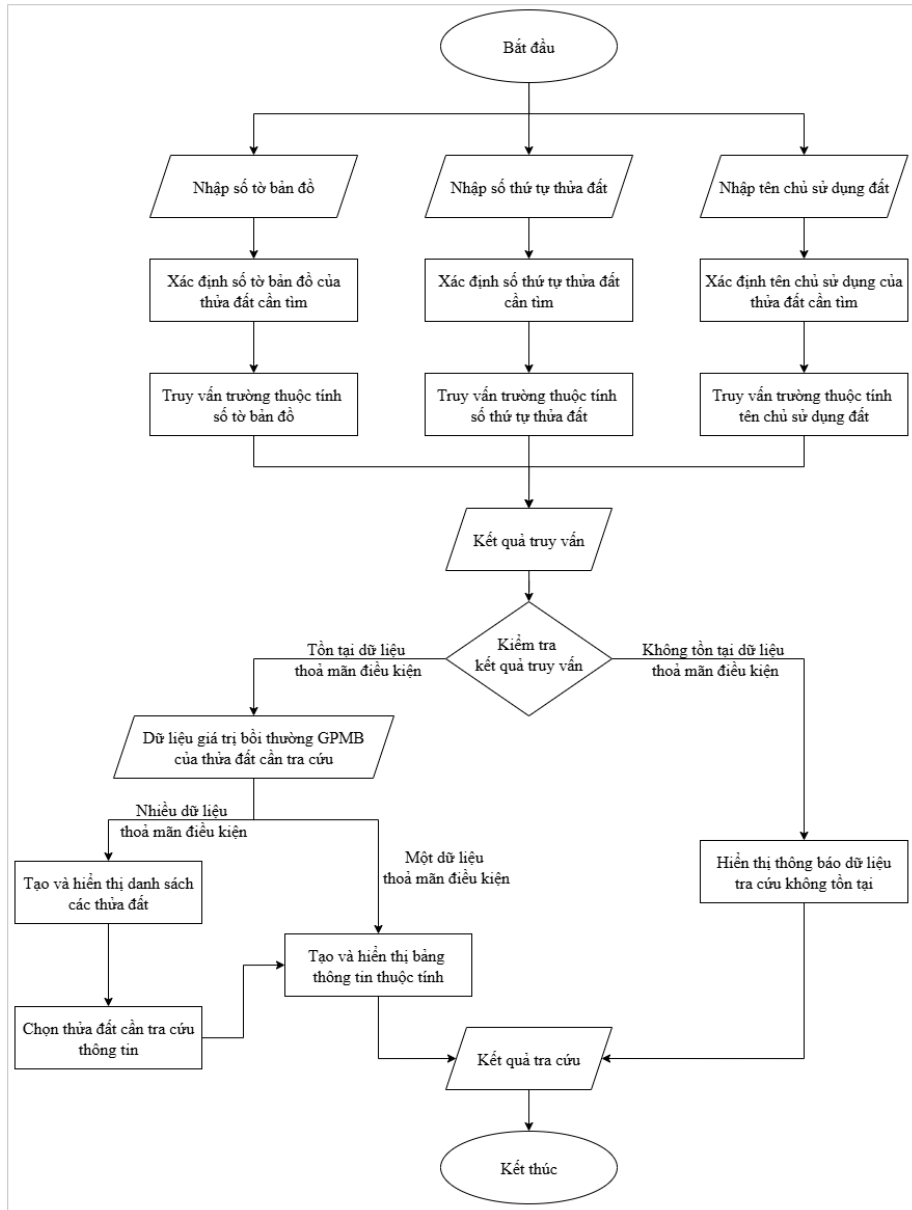 Bắt đầu
Nhập số tờ bản đồ
Nhập số thứ tự thửa đất
Nhập tên chủ sử dụng đất
Xác định số tờ bản đồ của
thửa đất cần tìm
Xác định số thứ tự thửa đất
cần tìm
Xác định tên chủ sử dụng của
thửa đất cần tìm
Truy vấn trường thuộc tính
số tờ bản đồ
Truy vấn trường thuộc tính
số thứ tự thửa đất
Truy vấn trường thuộc tính
tên chủ sử dụng đất
Kết quả truy vấn
Kiểm tra
kết quả truy vấn
Tồn tại dữ liệu
thoả mãn điều kiện
Không tồn tại dữ liệu
thoả mãn điều kiện
Dữ liệu giá trị bồi thường GPMB
của thửa đất cần tra cứu
Nhiều dữ liệu
thoả mãn điều kiện
Một dữ liệu
thoả mãn điều kiện
Tạo và hiển thị danh sách
các thửa đất
Hiển thị thông báo dữ liệu
tra cứu không tồn tại
Tạo và hiển thị bảng
thông tin thuộc tính
Chọn thửa đất cần tra cứu
thông tin
Kết quả tra cứu
Kết thúc